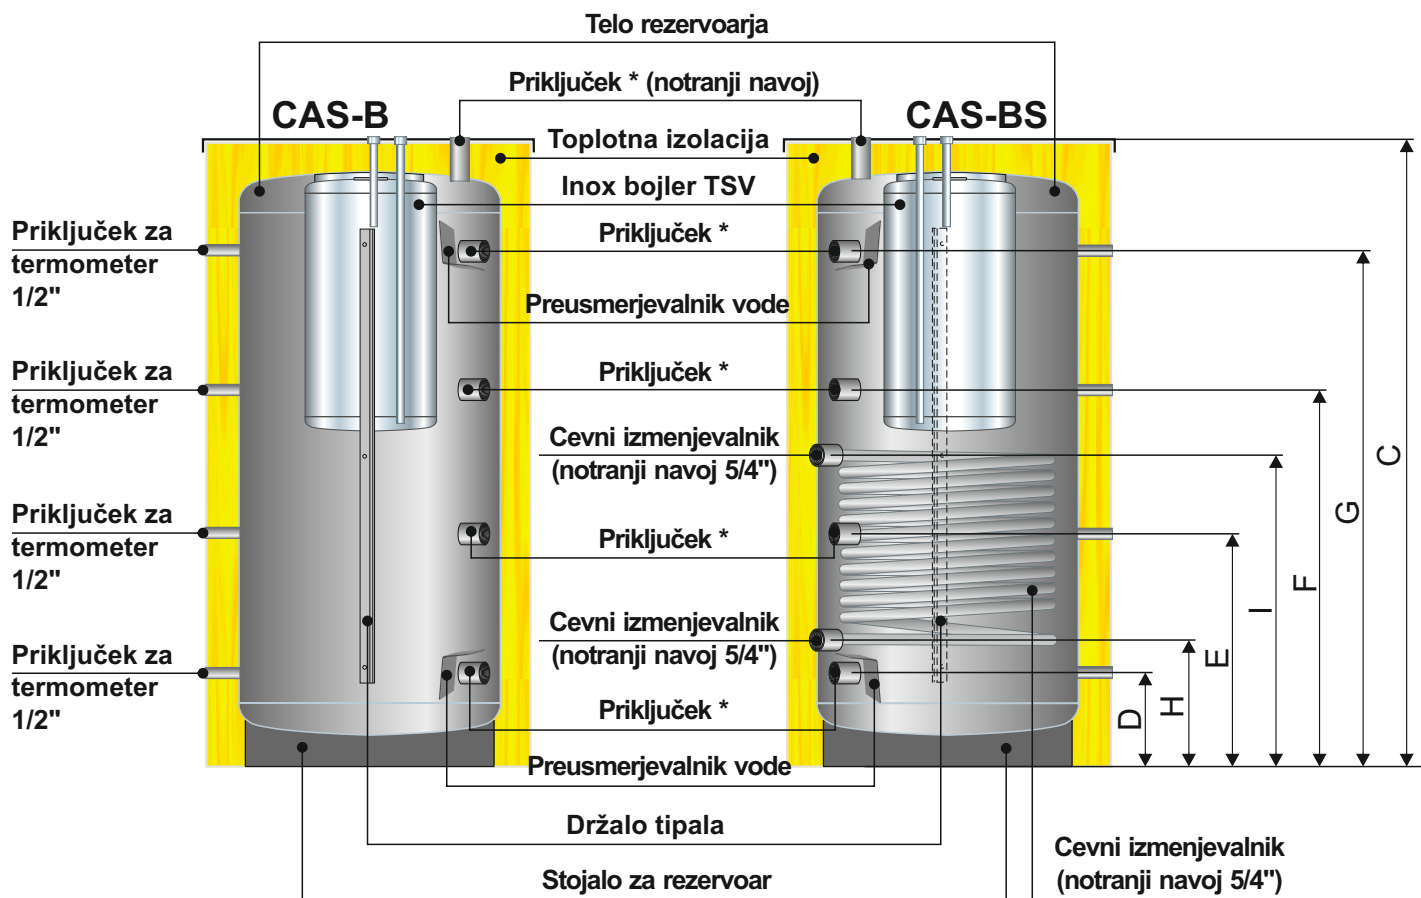 Telo rezervoarja
Priključek * (notranji navoj)
CAS-B
CAS-BS
Toplotna izolacija
Inox bojler TSV
Priključek za
termometer
1/2"
Priključek *
Preusmerjevalnik vode
Priključek za
termometer
1/2"
Priključek *
Cevni izmenjevalnik
(notranji navoj 5/4")
Priključek za
termometer
1/2"
Priključek *
Cevni izmenjevalnik
(notranji navoj 5/4")
Priključek za
termometer
1/2"
Priključek *
Preusmerjevalnik vode
Držalo tipala
Stojalo za rezervoar
Cevni izmenjevalnik
(notranji navoj 5/4")
D
H
E
I
F
G
C